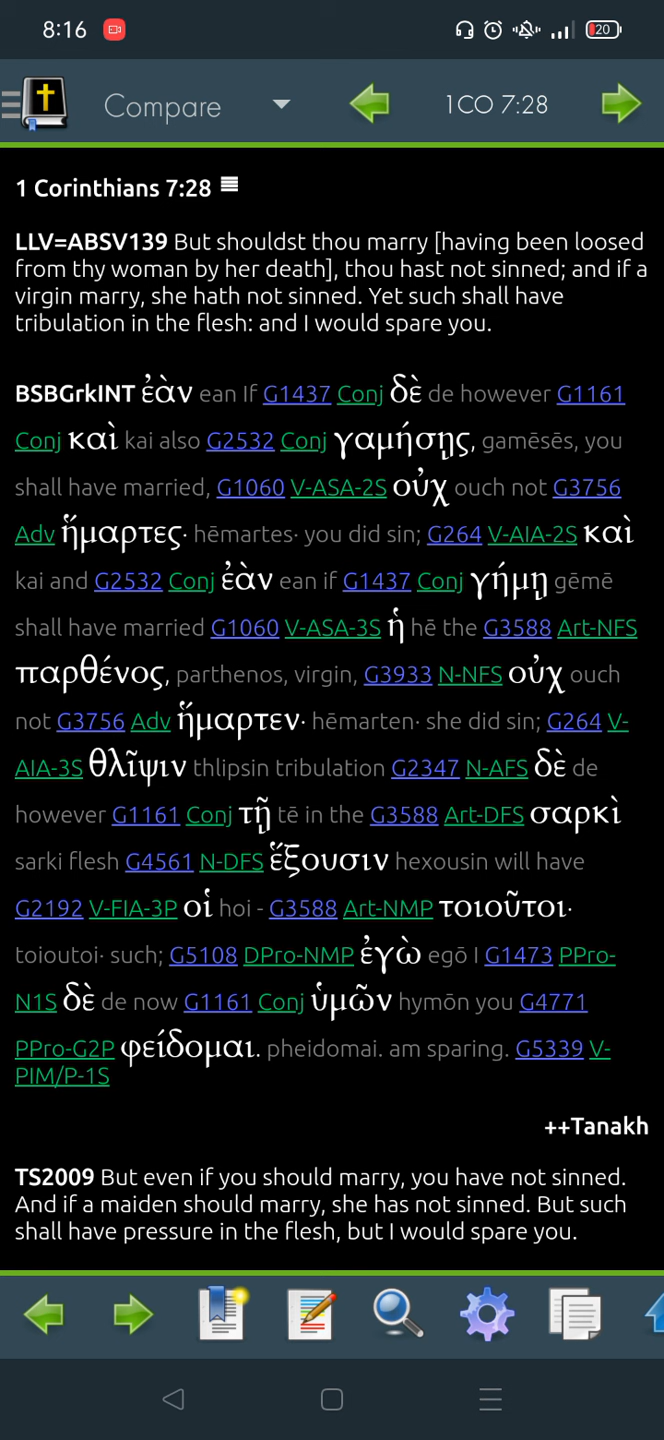 8:16
20
Compare
1CO 7:28
1 Corinthians 7:28
LLV=ABSV139 But shouldst thou marry [having been loosed
from thy woman by her death], thou hast not sinned; and if a
virgin marry, she hath not sinned. Yet such shall have
tribulation in the flesh: and I would spare you.
BSBGrkINT ἐὰν ean If G1437 Conj δὲ de however G1161
Conj καὶ kai also G2532 Conj γαμήσῃς, gamēsēs, you
shall have married, G1060 V-ASA-2S οὐχ ouch not G3756
Adv ἥμαρτες· hēmartes· you did sin; G264 V-AIA-2S καὶ
kai and G2532 Conj ἐὰν ean if G1437 Conj γήμῃ gēmē
shall have married G1060 V-ASA-3S ἡ hē the G3588 Art-NFS
παρθένος, parthenos, virgin, G3933 N-NFS οὐχ ouch
not G3756 Adv ἥμαρτεν· hēmarten· she did sin; G264 V-
AIA-3S θλῖψιν thlipsin tribulation G2347 N-AFS δὲ de
however G1161 Conj τῇ tē in the G3588 Art-DFS σαρκὶ
sarki flesh G4561 N-DFS ἕξουσιν hexousin will have
G2192 V-FIA-3P οἱ hoi - G3588 Art-NMP τοιοῦτοι·
toioutoi· such; G5108 DPro-NMP ἐγὼ egō I G1473 PPro-
N1S δὲ de now G1161 Conj ὑμῶν hymōn you G4771
PPro-G2P φείδομαι. pheidomai. am sparing. G5339 V-
PIM/P-1S
++Tanakh
TS2009 But even if you should marry, you have not sinned.
And if a maiden should marry, she has not sinned. But such
shall have pressure in the flesh, but I would spare you.